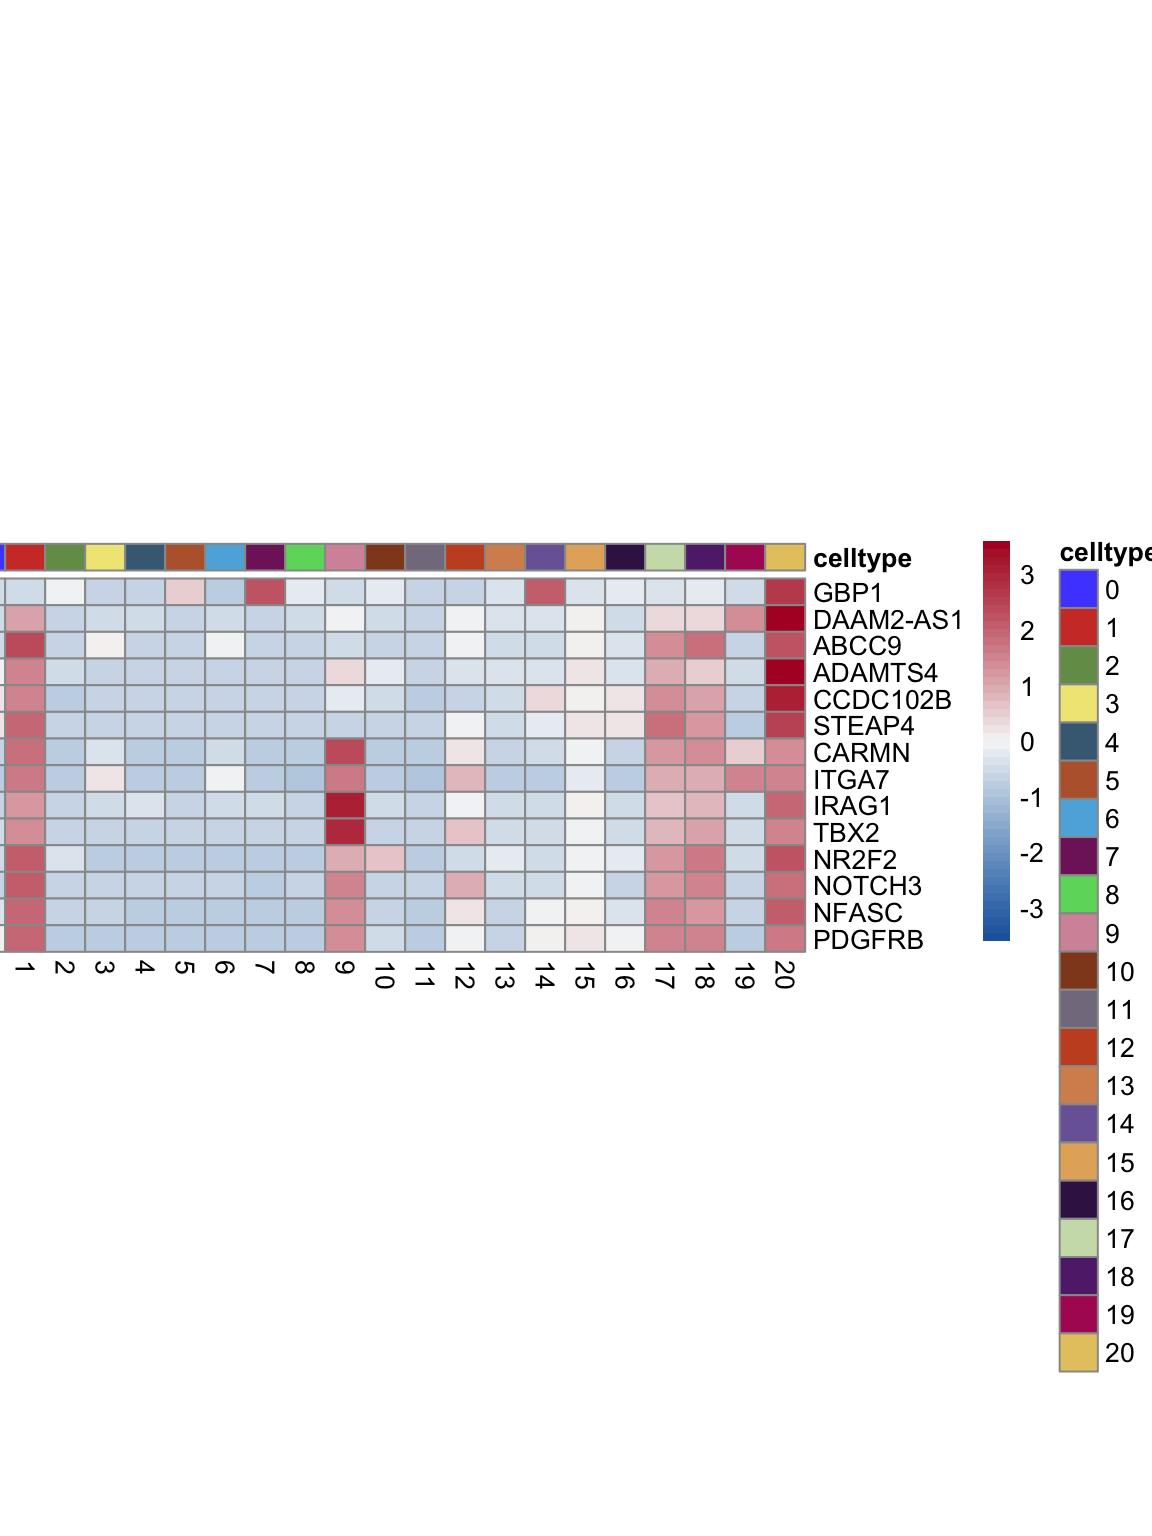 celltype
GBP1
DAAM2-AS1
ABCC9
ADAMTS4
CCDC102B
STEAP4
CARMN
ITGA7
IRAG1
TBX2
NR2F2
NOTCH3
NFASC
PDGFRB
1 2 3 4 5 6 7 8 9 10 11 12 13 14 15 16 17 18 19 20
3
2
1
0
-1
-2
-3
celltype
0
1
2
3
4
5
6
7
8
9
10
11
12
13
14
15
16
17
18
19
20